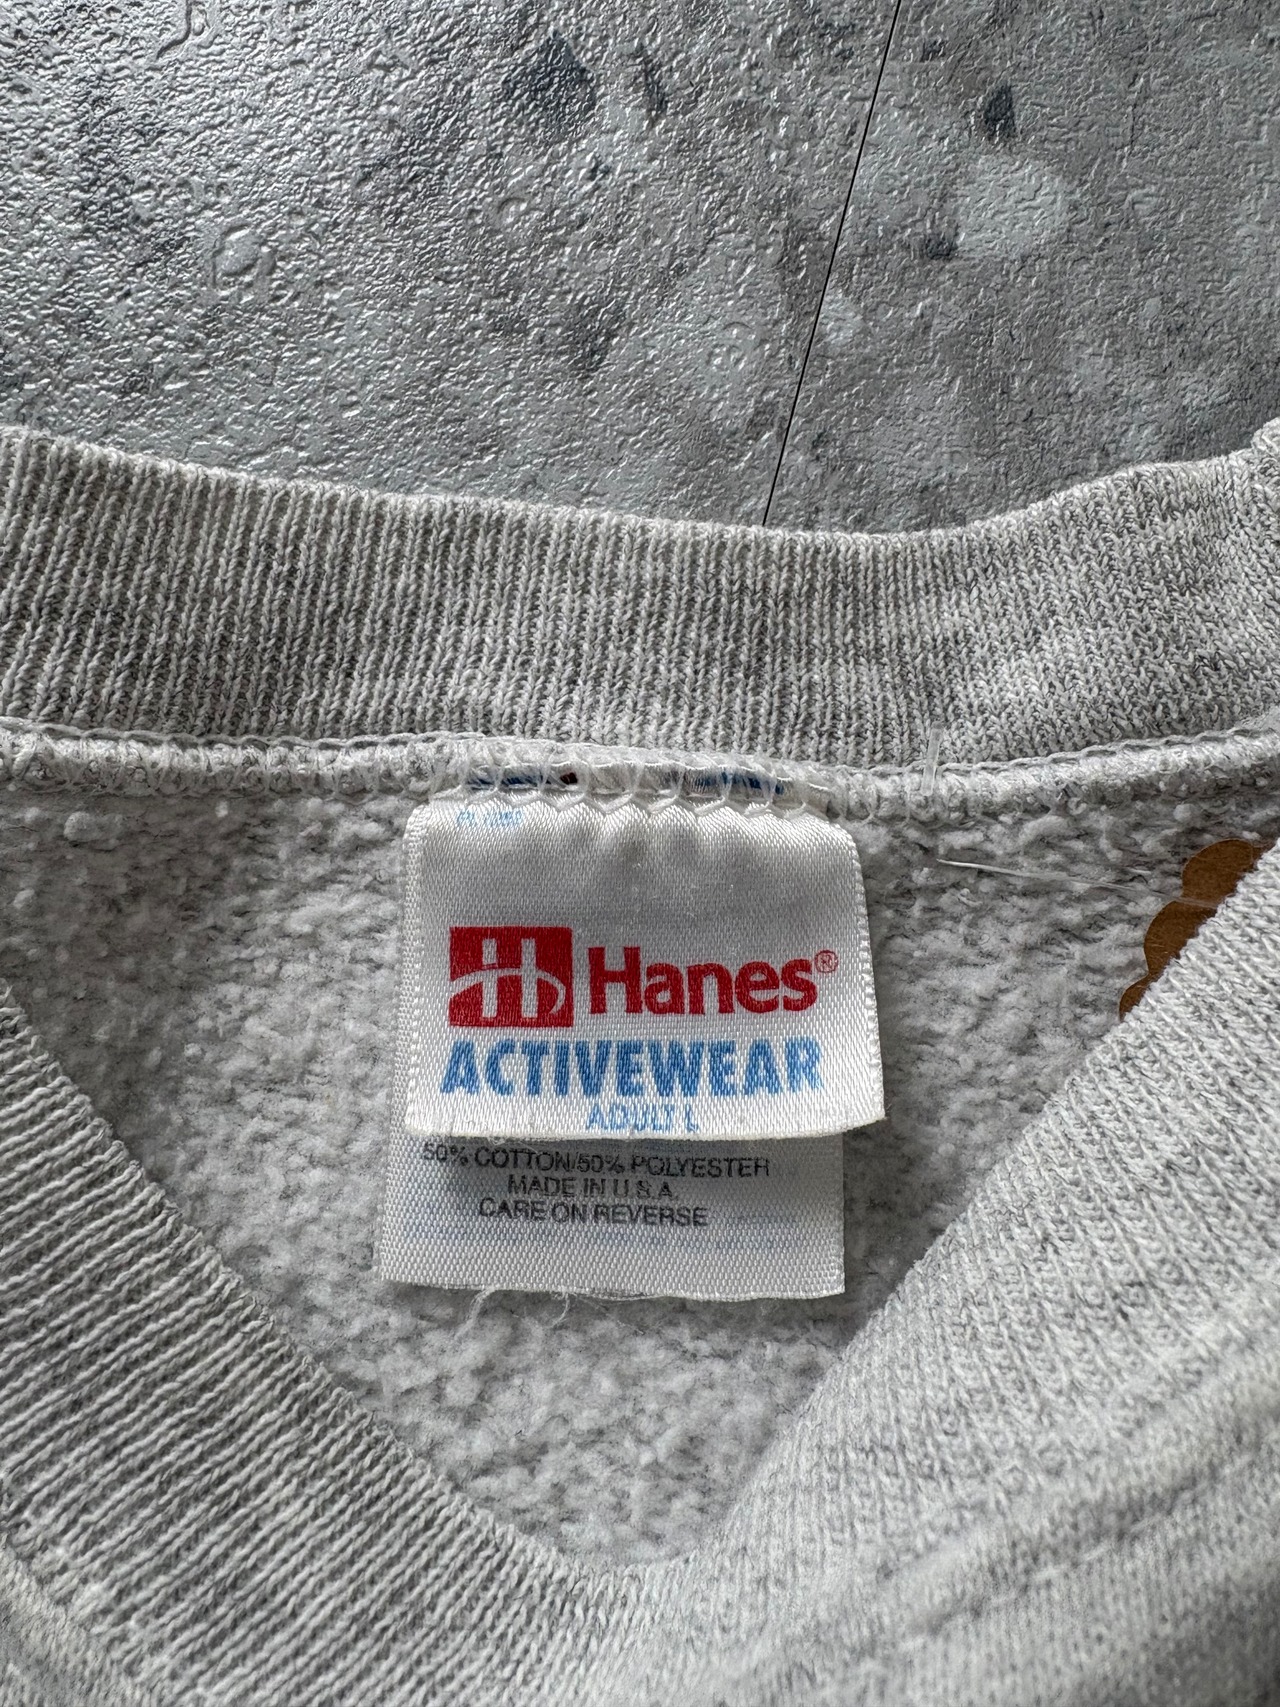 Hanes®
ACTIVEWEAR
ADULT L
50% COTTON/50% POLYESTER
MADE IN U.S.A.
CARE ON REVERSE